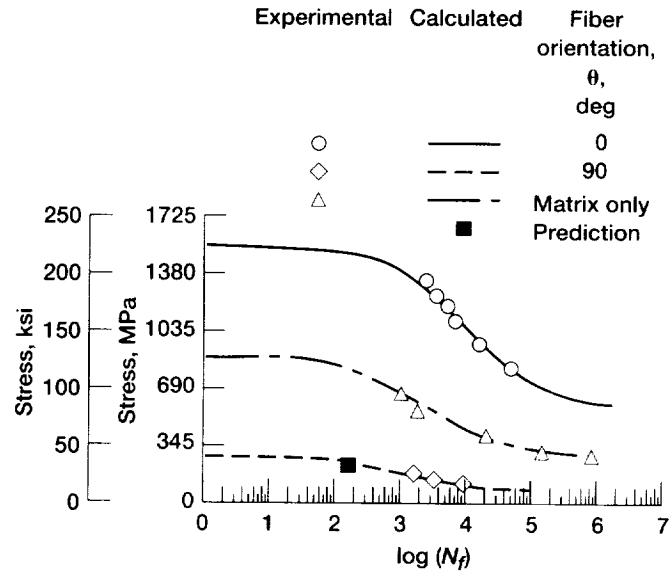 Experimental Calculated Fiber
orientation,
θ,
deg
0
90
Matrix only
Prediction
250 1725
200 1380
150 1035
100 690
50 345
0 0
Stress, ksi
Stress, MPa
0 1 2 3 4 5 6 7
log (Nf)